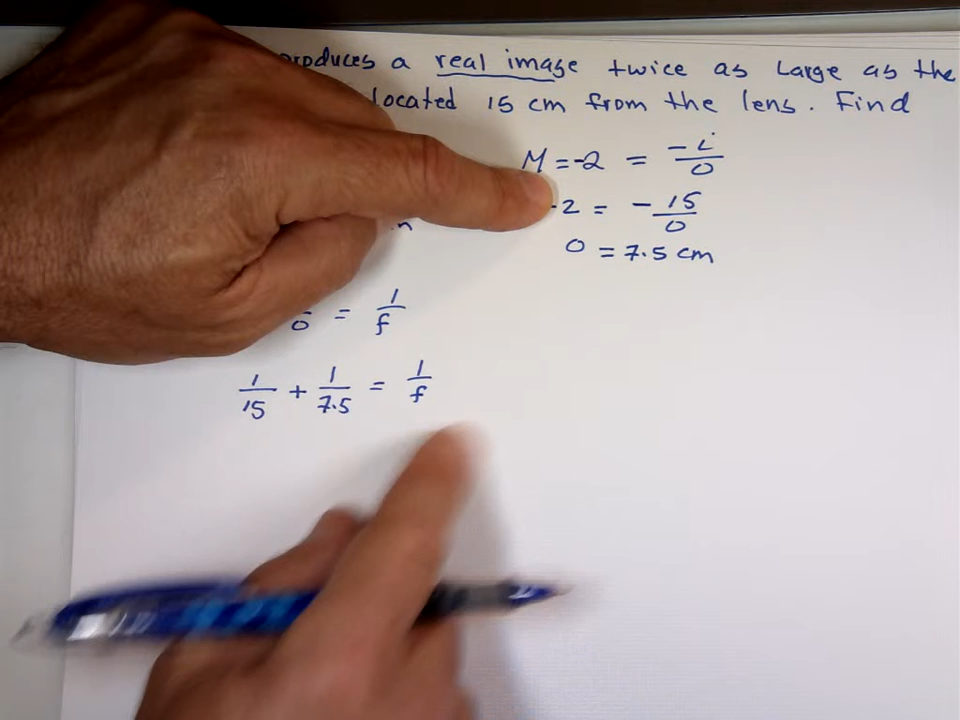 produces a real image twice as large as the
located 15 cm from the lens. Find
M = -2 = -i/o
-2 = -15/o
o = 7.5 cm
o = 1/f
1/15 + 1/7.5 = 1/f